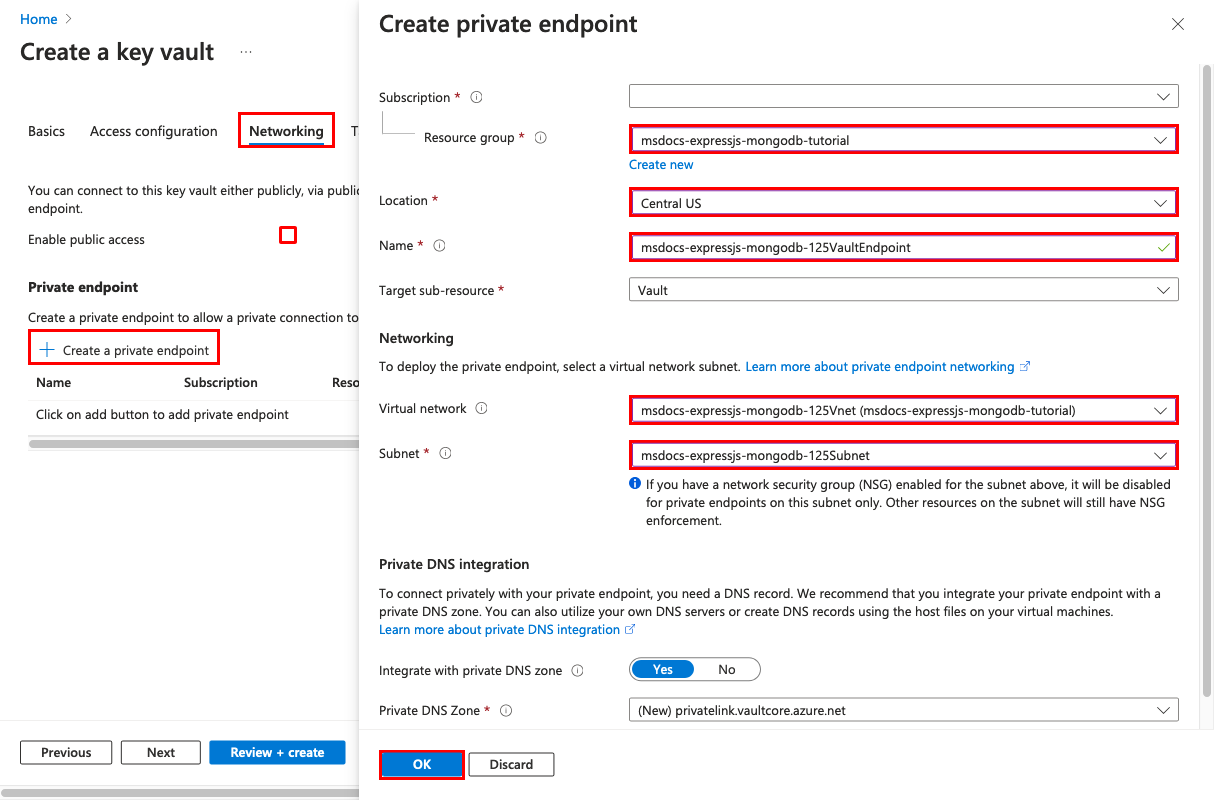 Home
Create a key vault ...
Basics Access configuration Networking T
You can connect to this key vault either publicly, via public
endpoint.
Enable public access
Private endpoint
Create a private endpoint to allow a private connection to
Create a private endpoint
Name Subscription Reso
Click on add button to add private endpoint
Previous Next Review + create
Create private endpoint
Subscription *
Resource group * msdocs-expressjs-mongodb-tutorial
Create new
Location * Central US
Name * msdocs-expressjs-mongodb-125VaultEndpoint
Target sub-resource * Vault
Networking
To deploy the private endpoint, select a virtual network subnet. Learn more about private endpoint networking
Virtual network msdocs-expressjs-mongodb-125Vnet (msdocs-expressjs-mongodb-tutorial)
Subnet * msdocs-expressjs-mongodb-125Subnet
If you have a network security group (NSG) enabled for the subnet above, it will be disabled
for private endpoints on this subnet only. Other resources on the subnet will still have NSG
enforcement.
Private DNS integration
To connect privately with your private endpoint, you need a DNS record. We recommend that you integrate your private endpoint with a
private DNS zone. You can also utilize your own DNS servers or create DNS records using the host files on your virtual machines.
Learn more about private DNS integration
Integrate with private DNS zone Yes No
Private DNS Zone * (New) privatelink.vaultcore.azure.net
OK Discard